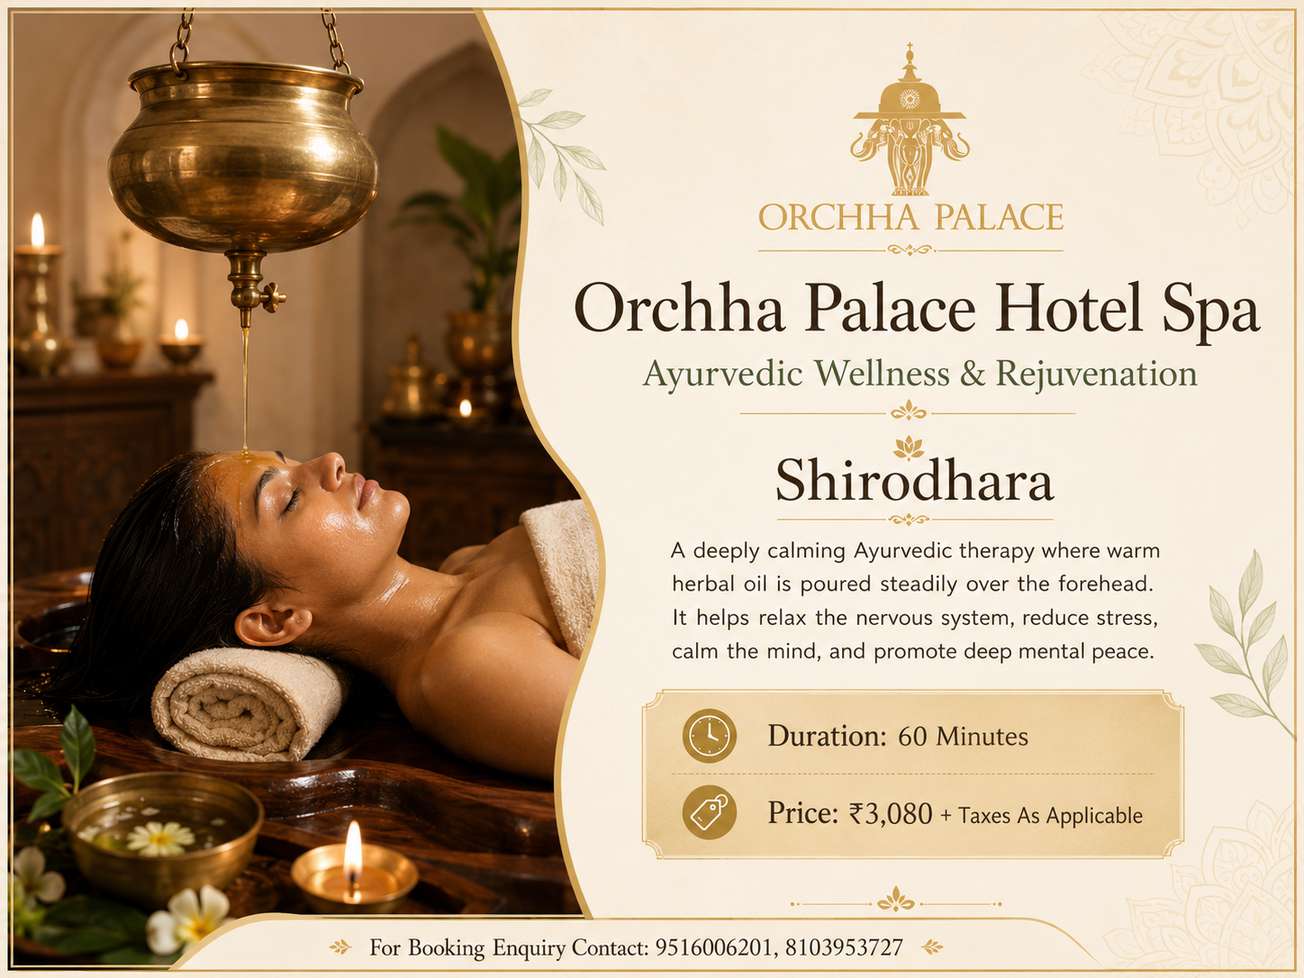 ORCHHA PALACE
Orchha Palace Hotel Spa
Ayurvedic Wellness & Rejuvenation
Shirodhara
A deeply calming Ayurvedic therapy where warm
herbal oil is poured steadily over the forehead.
It helps relax the nervous system, reduce stress,
calm the mind, and promote deep mental peace.
Duration: 60 Minutes
Price: ₹3,080 + Taxes As Applicable
For Booking Enquiry Contact: 9516006201, 8103953727